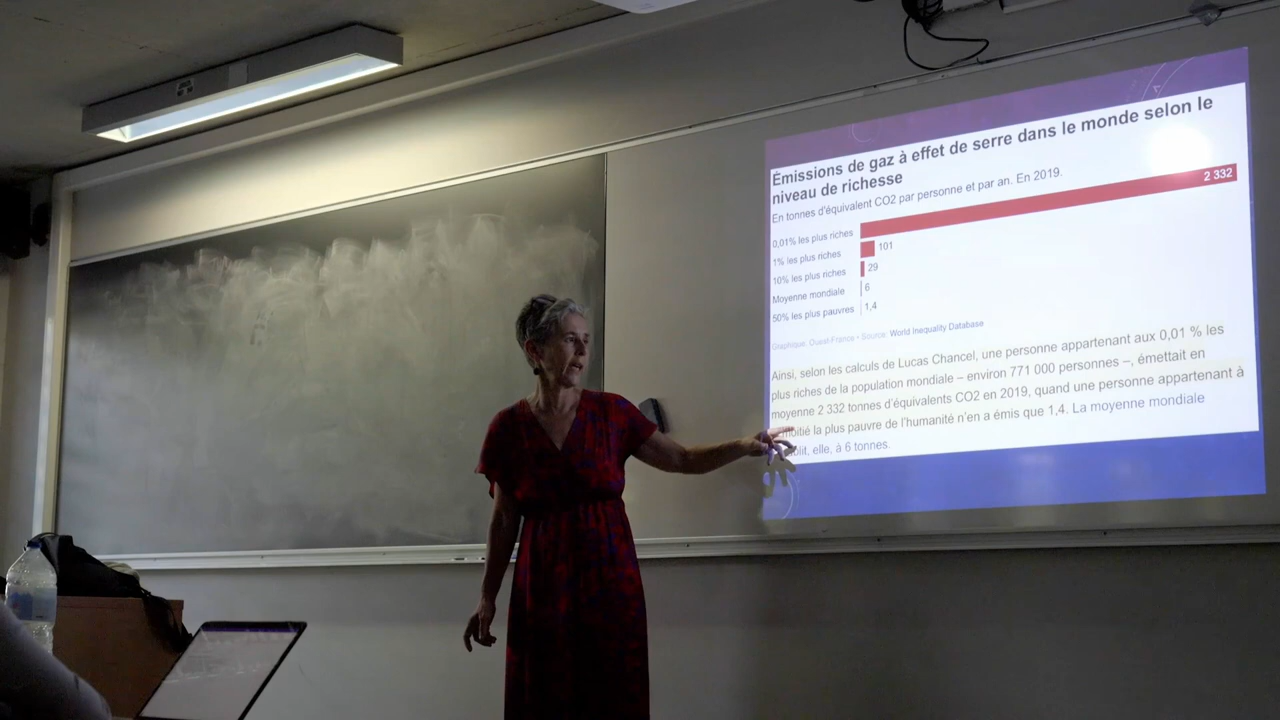 Émissions de gaz à effet de serre dans le monde selon le
niveau de richesse
En tonnes d'équivalent CO2 par personne et par an. En 2019.
0,01% les plus riches 2 332
1% les plus riches 101
10% les plus riches 29
Moyenne mondiale 6
50% les plus pauvres 1,4
Graphique: Ouest-France • Source: World Inequality Database
Ainsi, selon les calculs de Lucas Chancel, une personne appartenant aux 0,01 % les
plus riches de la population mondiale – environ 771 000 personnes –, émettait en
moyenne 2 332 tonnes d'équivalents CO2 en 2019, quand une personne appartenant à
moitié la plus pauvre de l'humanité n'en a émis que 1,4. La moyenne mondiale
elle, à 6 tonnes.